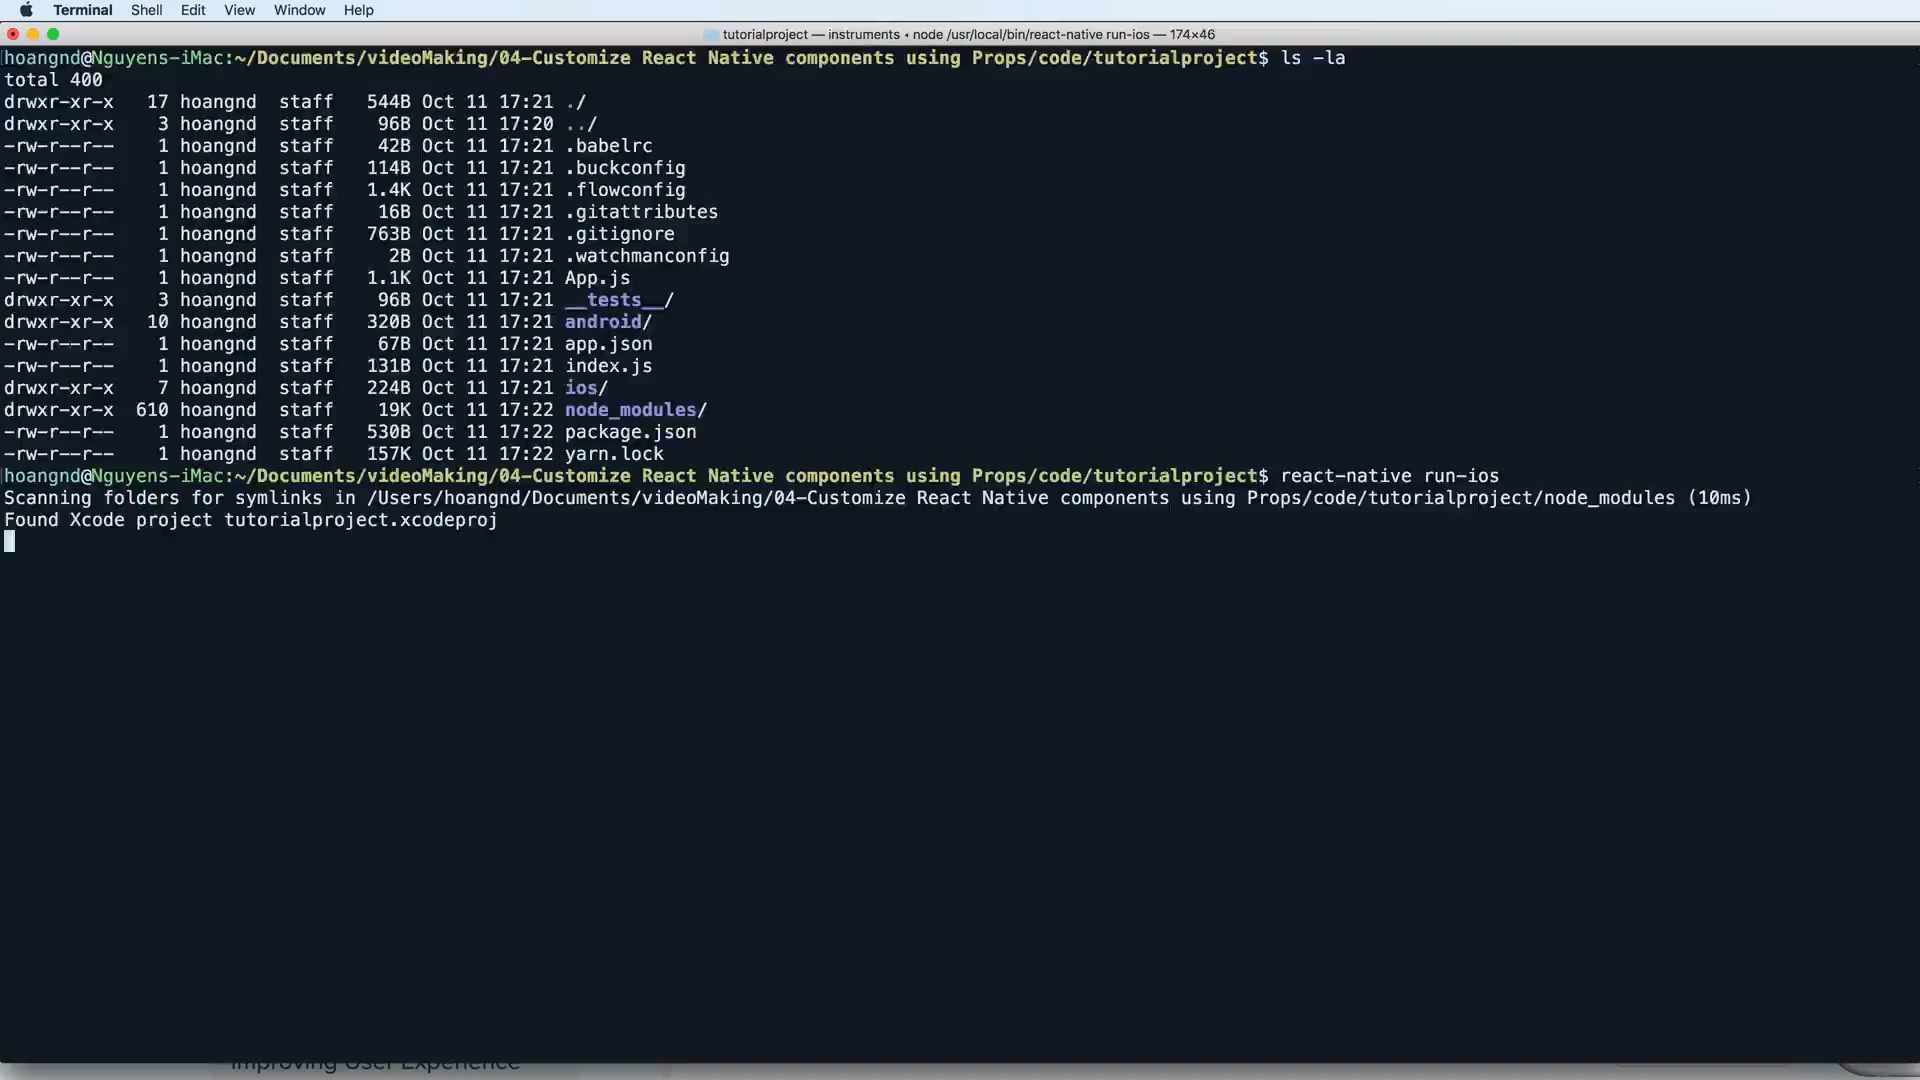 Terminal Shell Edit View Window Help
tutorialproject — instruments • node /usr/local/bin/react-native run-ios — 174×46
hoangnd@Nguyens-iMac:~/Documents/videoMaking/04-Customize React Native components using Props/code/tutorialproject$ ls -la
total 400
drwxr-xr-x   17 hoangnd  staff   544B Oct 11 17:21 ./
drwxr-xr-x    3 hoangnd  staff    96B Oct 11 17:20 ../
-rw-r--r--    1 hoangnd  staff    42B Oct 11 17:21 .babelrc
-rw-r--r--    1 hoangnd  staff   114B Oct 11 17:21 .buckconfig
-rw-r--r--    1 hoangnd  staff   1.4K Oct 11 17:21 .flowconfig
-rw-r--r--    1 hoangnd  staff    16B Oct 11 17:21 .gitattributes
-rw-r--r--    1 hoangnd  staff   763B Oct 11 17:21 .gitignore
-rw-r--r--    1 hoangnd  staff     2B Oct 11 17:21 .watchmanconfig
-rw-r--r--    1 hoangnd  staff   1.1K Oct 11 17:21 App.js
drwxr-xr-x    3 hoangnd  staff    96B Oct 11 17:21 __tests__/
drwxr-xr-x   10 hoangnd  staff   320B Oct 11 17:21 android/
-rw-r--r--    1 hoangnd  staff    67B Oct 11 17:21 app.json
-rw-r--r--    1 hoangnd  staff   131B Oct 11 17:21 index.js
drwxr-xr-x    7 hoangnd  staff   224B Oct 11 17:21 ios/
drwxr-xr-x  610 hoangnd  staff    19K Oct 11 17:22 node_modules/
-rw-r--r--    1 hoangnd  staff   530B Oct 11 17:22 package.json
-rw-r--r--    1 hoangnd  staff   157K Oct 11 17:22 yarn.lock
hoangnd@Nguyens-iMac:~/Documents/videoMaking/04-Customize React Native components using Props/code/tutorialproject$ react-native run-ios
Scanning folders for symlinks in /Users/hoangnd/Documents/videoMaking/04-Customize React Native components using Props/code/tutorialproject/node_modules (10ms)
Found Xcode project tutorialproject.xcodeproj
Improving User Experience